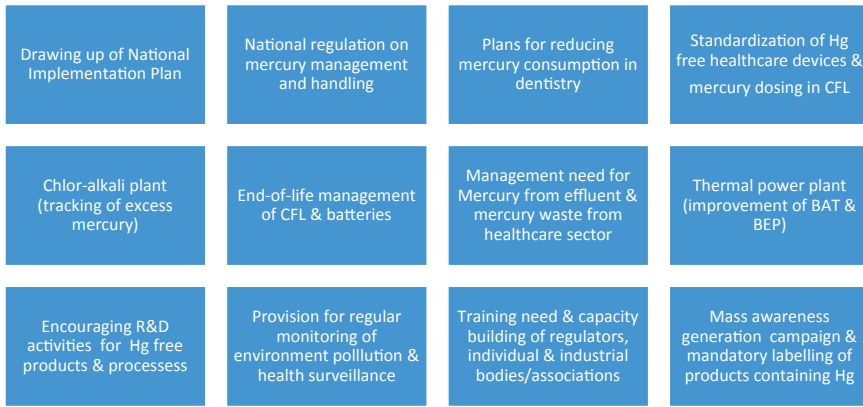 Drawing up of National
Implementation Plan
National regulation on
mercury management
and handling
Plans for reducing
mercury consumption in
dentistry
Standardization of Hg
free healthcare devices &
mercury dosing in CFL
Chlor-alkali plant
(tracking of excess
mercury)
End-of-life management
of CFL & batteries
Management need for
Mercury from effluent &
mercury waste from
healthcare sector
Thermal power plant
(improvement of BAT &
BEP)
Encouraging R&D
activities for Hg free
products & processess
Provision for regular
monitoring of
environment polllution &
health surveillance
Training need & capacity
building of regulators,
individual & industrial
bodies/associations
Mass awareness
generation campaign &
mandatory labelling of
products containing Hg